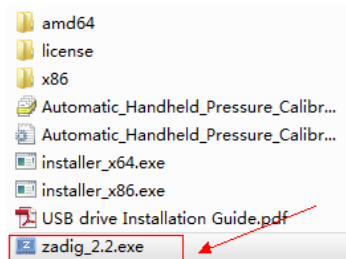 amd64
license
x86
Automatic_Handheld_Pressure_Calibr...
Automatic_Handheld_Pressure_Calibr...
installer_x64.exe
installer_x86.exe
USB drive Installation Guide.pdf
zadig_2.2.exe